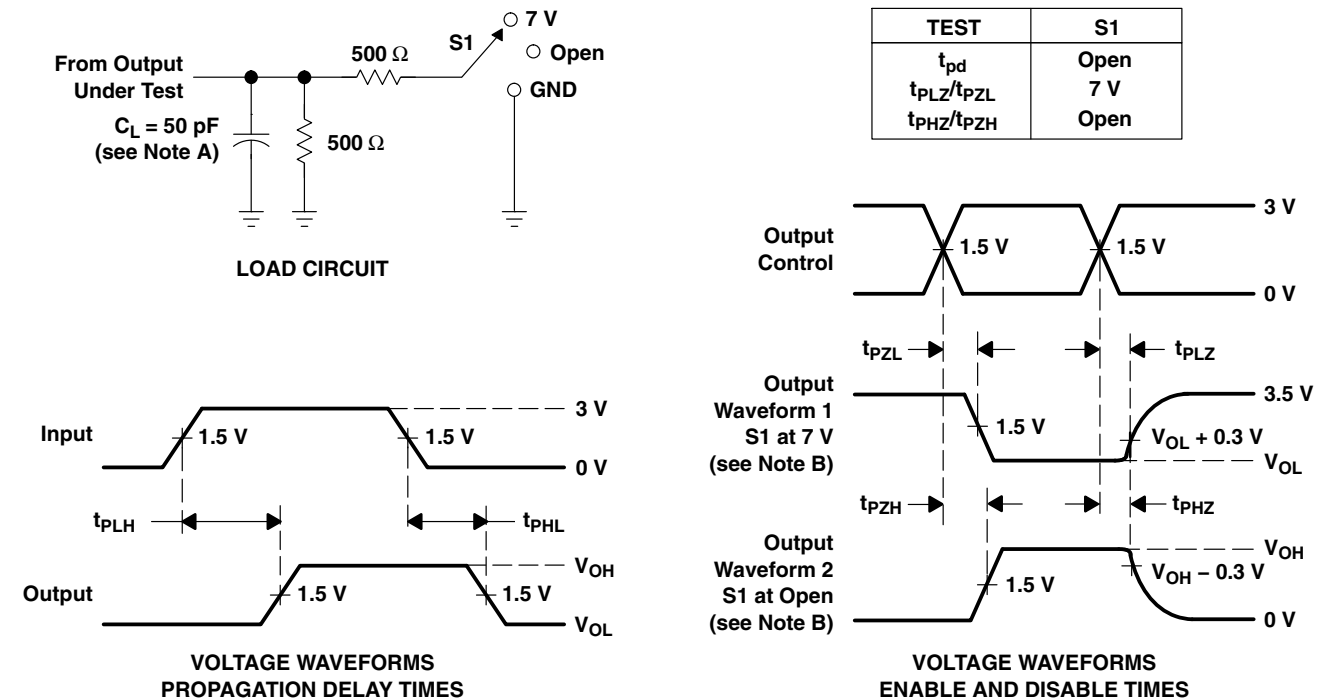 7 V
S1
Open
500 Ω
From Output
Under Test
GND
C_L = 50 pF
(see Note A)
500 Ω
LOAD CIRCUIT
TEST S1
t_pd Open
t_PLZ/t_PZL 7 V
t_PHZ/t_PZH Open
Input
3 V
1.5 V
1.5 V
0 V
t_PLH
t_PHL
Output
V_OH
1.5 V
1.5 V
V_OL
VOLTAGE WAVEFORMS
PROPAGATION DELAY TIMES
Output
Control
3 V
1.5 V
1.5 V
0 V
t_PZL
t_PLZ
Output
Waveform 1
S1 at 7 V
(see Note B)
3.5 V
1.5 V
V_OL + 0.3 V
V_OL
t_PZH
t_PHZ
Output
Waveform 2
S1 at Open
(see Note B)
V_OH
1.5 V
V_OH − 0.3 V
0 V
VOLTAGE WAVEFORMS
ENABLE AND DISABLE TIMES